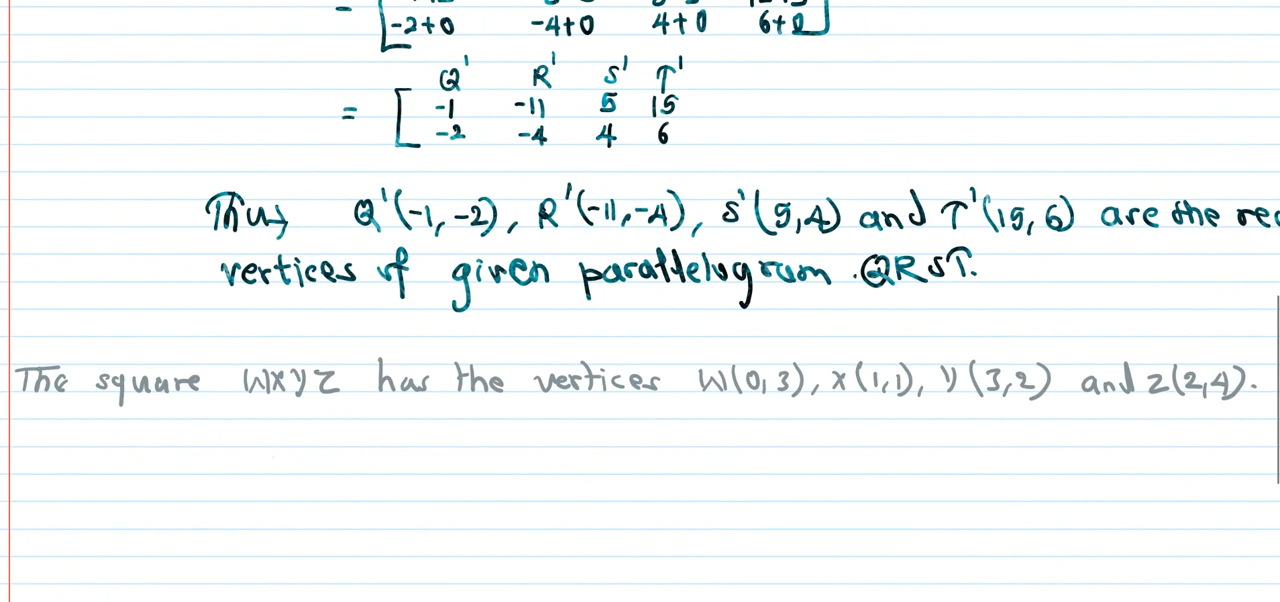 -2+0 -4+0 4+0 6+0
Q' R' S' T'
= [ -1 -11 5 15
-2 -4 4 6
Thus Q'(-1,-2), R'(-11,-4), S'(5,4) and T'(15,6) are the re
vertices of given parallelogram QRST.
The square WXYZ has the vertices W(0,3), X(1,1), Y(3,2) and Z(2,4).